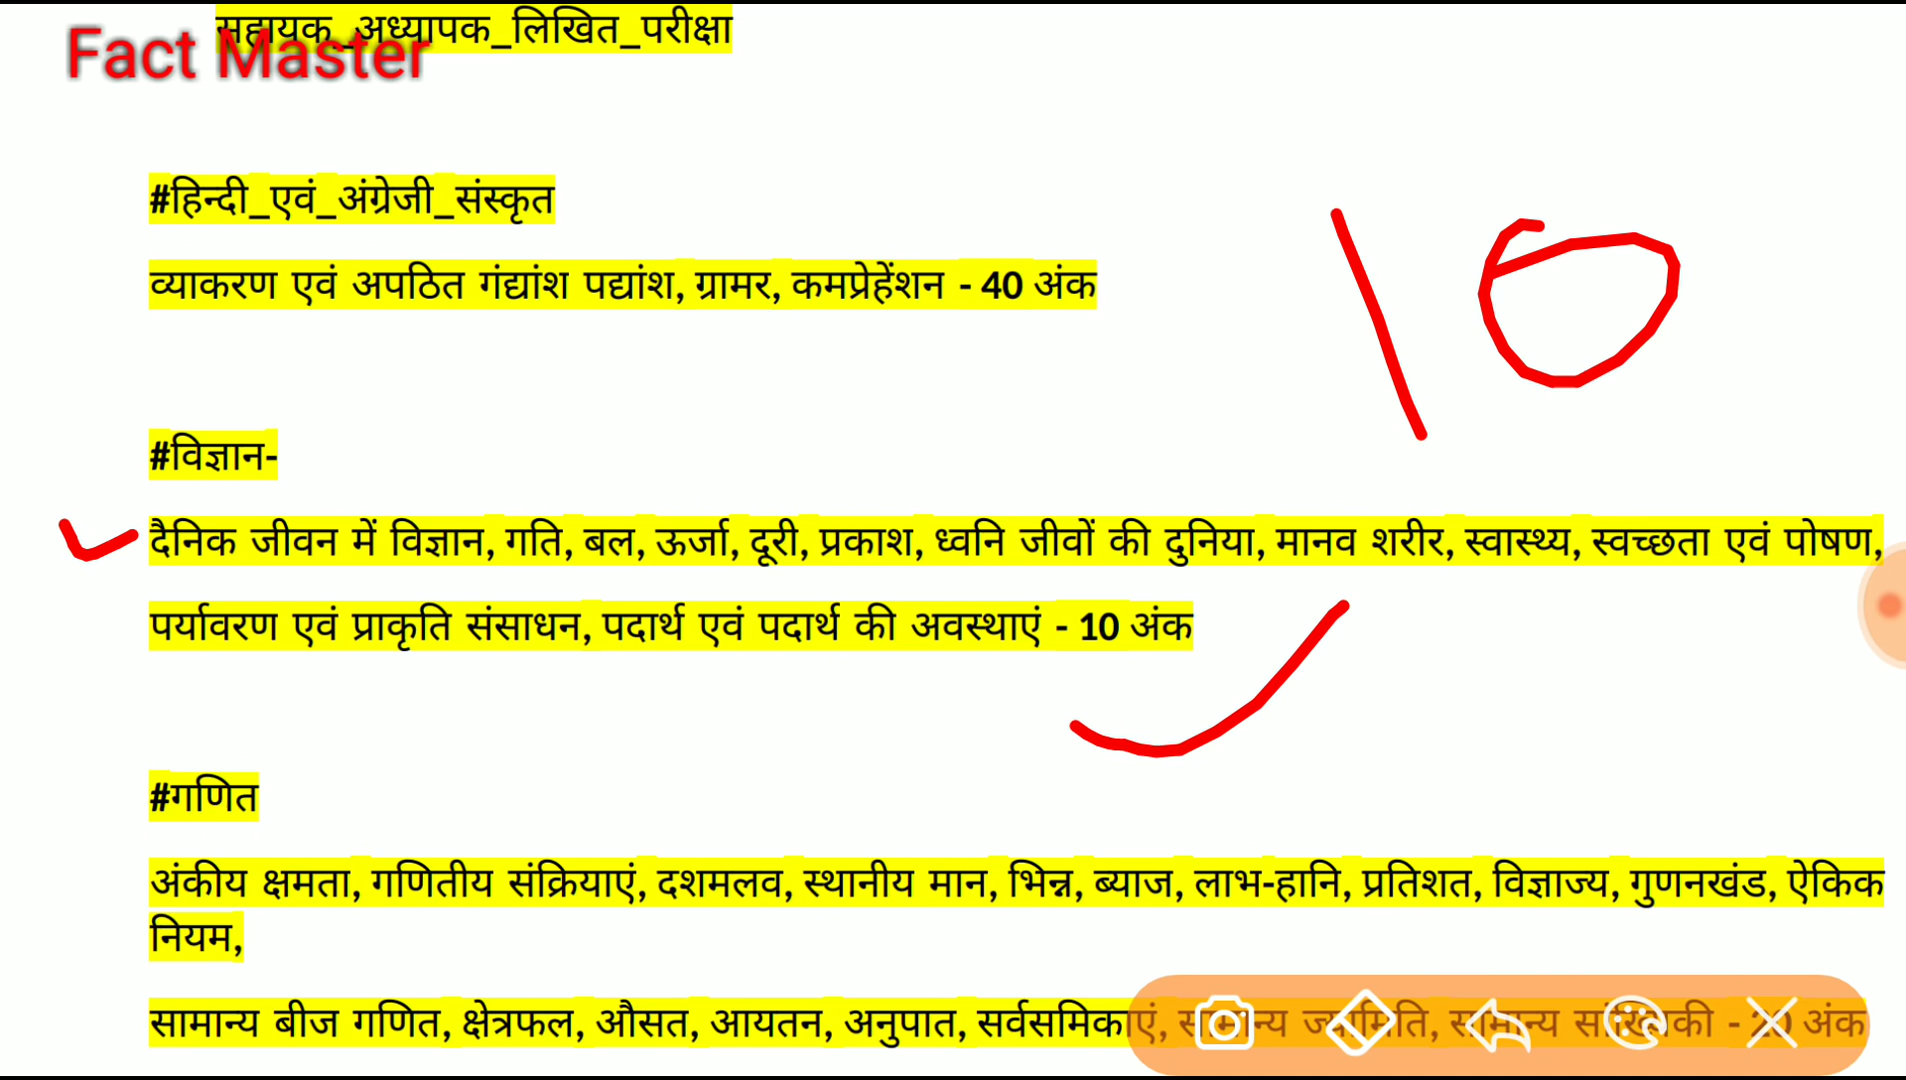 सहायक_अध्यापक_लिखित_परीक्षा
Fact Master
#हिन्दी_एवं_अंग्रेजी_संस्कृत
व्याकरण एवं अपठित गंद्यांश पद्यांश, ग्रामर, कमप्रेहेंशन - 40 अंक
10
#विज्ञान-
दैनिक जीवन में विज्ञान, गति, बल, ऊर्जा, दूरी, प्रकाश, ध्वनि जीवों की दुनिया, मानव शरीर, स्वास्थ्य, स्वच्छता एवं पोषण,
पर्यावरण एवं प्राकृति संसाधन, पदार्थ एवं पदार्थ की अवस्थाएं - 10 अंक
#गणित
अंकीय क्षमता, गणितीय संक्रियाएं, दशमलव, स्थानीय मान, भिन्न, ब्याज, लाभ-हानि, प्रतिशत, विज्ञाज्य, गुणनखंड, ऐकिक
नियम,
सामान्य बीज गणित, क्षेत्रफल, औसत, आयतन, अनुपात, सर्वसमिकाएं, सामान्य ज्यामिति, सामान्य सांख्यिकी - 20 अंक